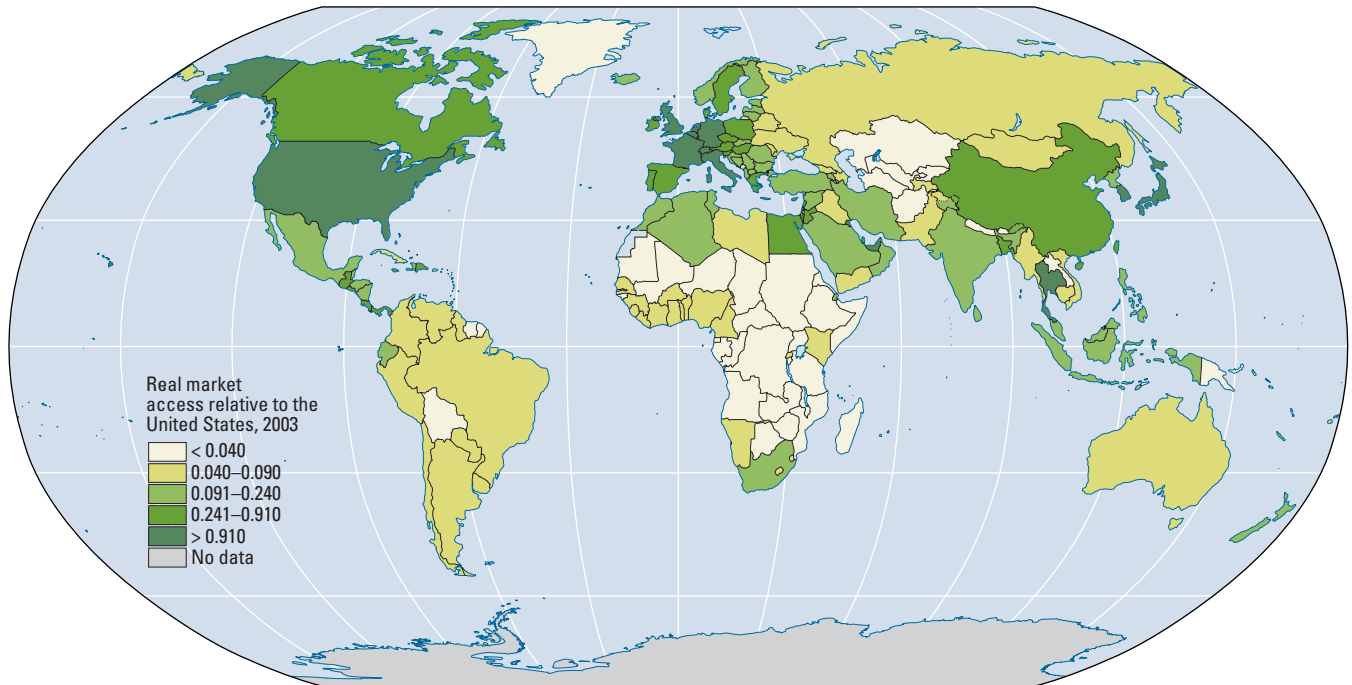 Real market
access relative to the
United States, 2003
< 0.040
0.040–0.090
0.091–0.240
0.241–0.910
> 0.910
No data